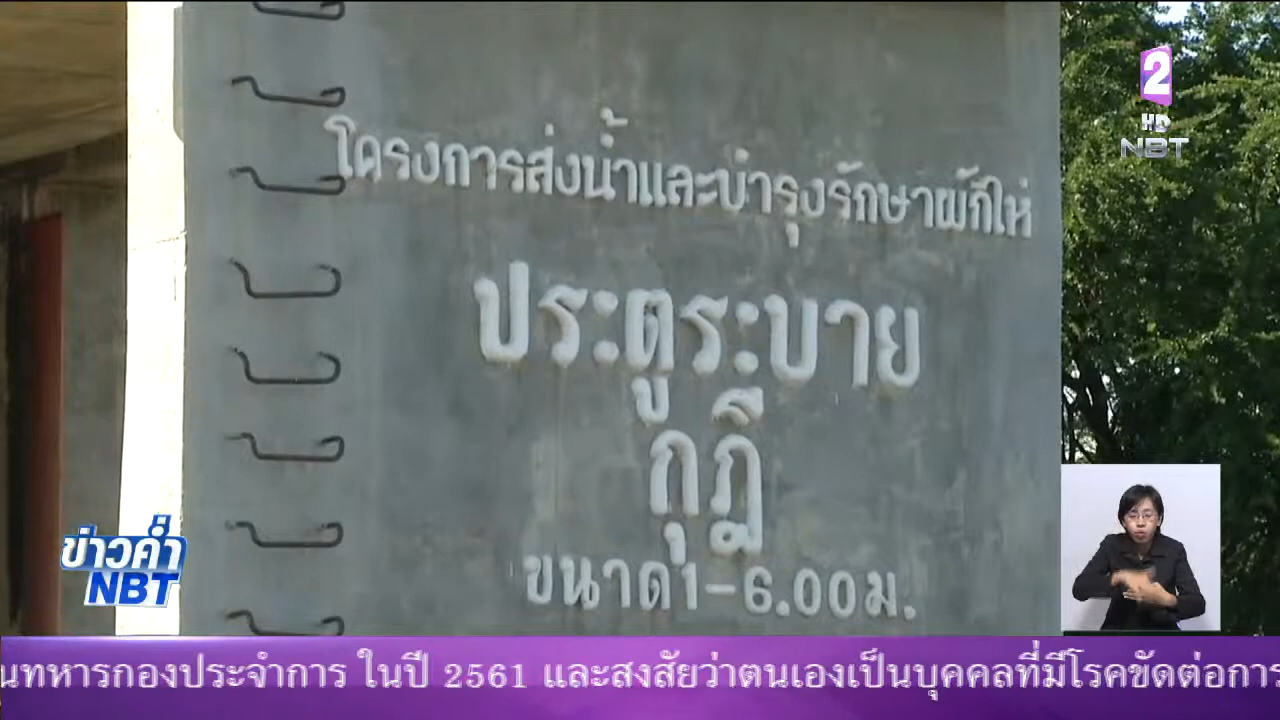 2
HD
NBT
โครงการส่งน้ำและบำรุงรักษาผักไห่
ประตูระบาย
กุฎี
ขนาด1-6.00ม.
ข่าวค่ำ
NBT
นทหารกองประจำการ ในปี 2561 และสงสัยว่าตนเองเป็นบุคคลที่มีโรคขัดต่อการ